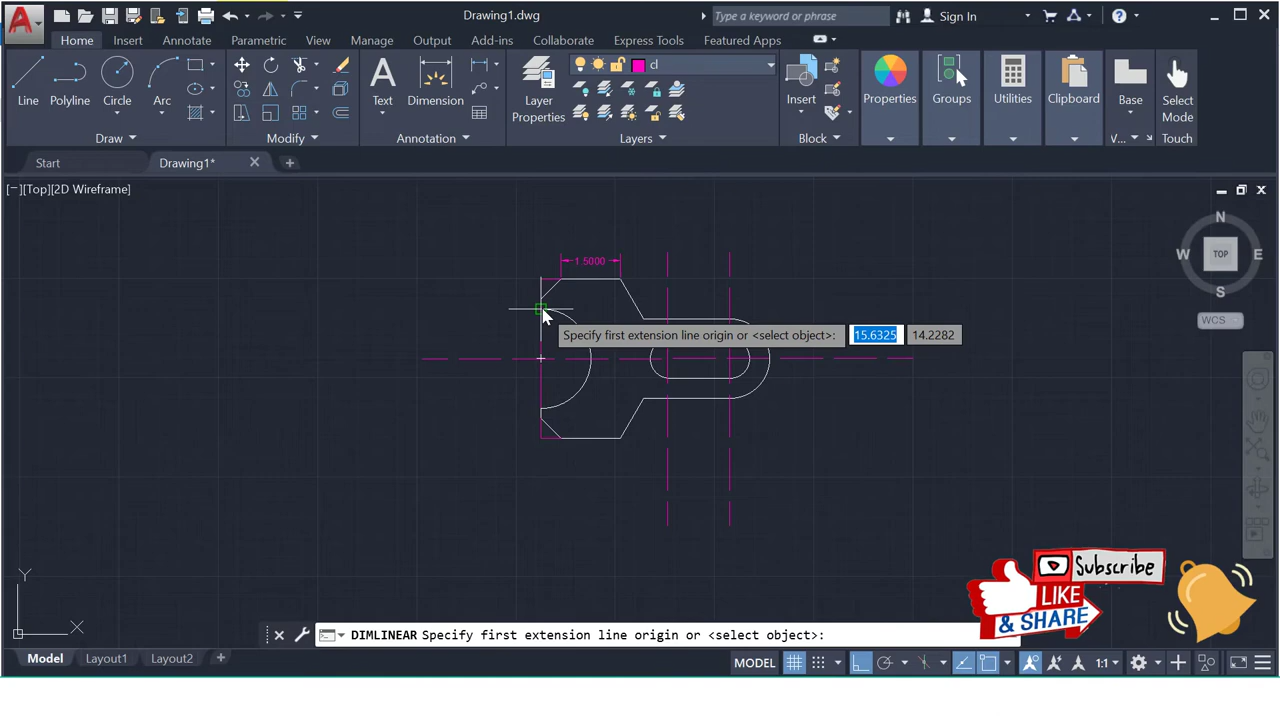 Drawing1.dwg
Type a keyword or phrase
Sign In
Home Insert Annotate Parametric View Manage Output Add-ins Collaborate Express Tools Featured Apps
cl
Line Polyline Circle Arc
Text Dimension
Layer
Properties
Insert
Properties Groups Utilities Clipboard Base
Select
Mode
Draw Modify Annotation Layers Block V... Touch
Start Drawing1*
[−][Top][2D Wireframe]
N
W TOP E
S
WCS
1.5000
Specify first extension line origin or <select object>: 15.6325 14.2282
Subscribe
LIKE
& SHARE
Y
X
DIMLINEAR Specify first extension line origin or <select object>:
Model Layout1 Layout2
MODEL 1:1